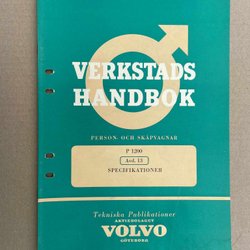 VERKSTADS
HANDBOK
PERSON- OCH SKÅPVAGNAR
P 1200
Avd. 13
SPECIFIKATIONER
Tekniska Publikationer
AKTIEBOLAGET
VOLVO
GÖTEBORG